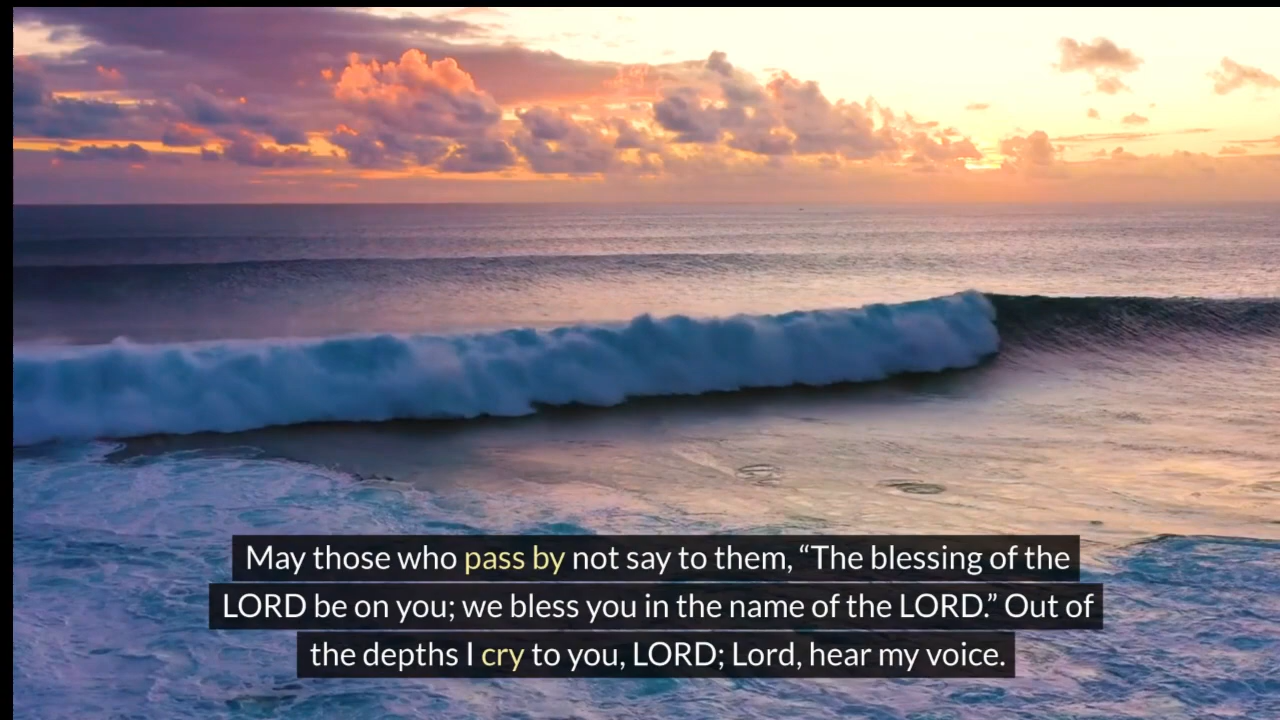 May those who pass by not say to them, “The blessing of the
LORD be on you; we bless you in the name of the LORD.” Out of
the depths I cry to you, LORD; Lord, hear my voice.